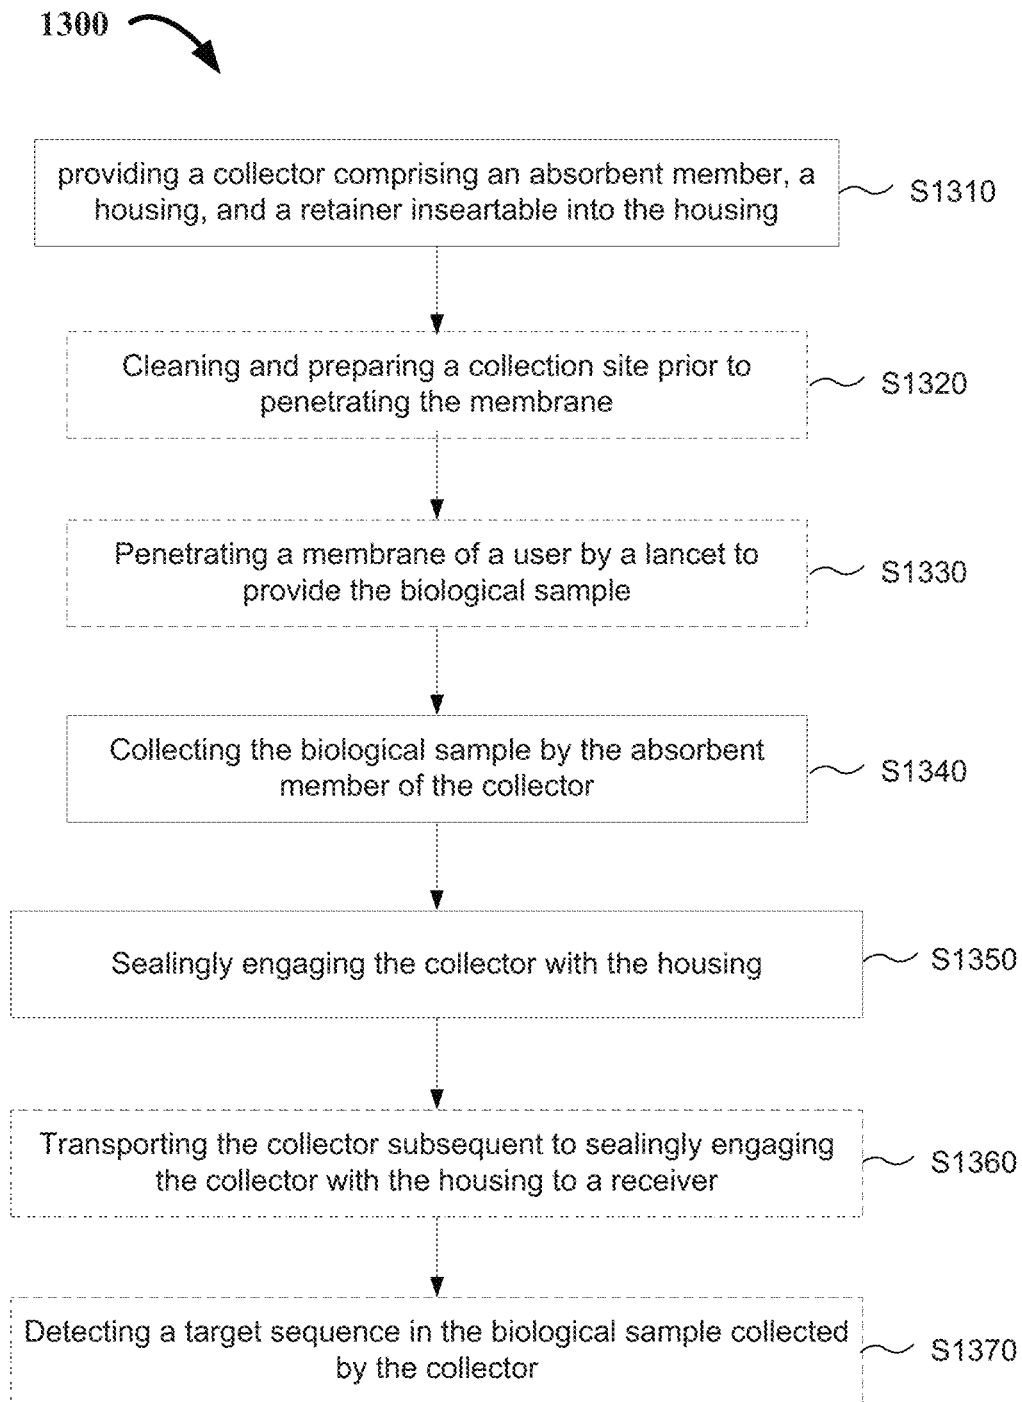 1300
providing a collector comprising an absorbent member, a
housing, and a retainer inseartable into the housing
S1310
Cleaning and preparing a collection site prior to
penetrating the membrane
S1320
Penetrating a membrane of a user by a lancet to
provide the biological sample
S1330
Collecting the biological sample by the absorbent
member of the collector
S1340
Sealingly engaging the collector with the housing
S1350
Transporting the collector subsequent to sealingly engaging
the collector with the housing to a receiver
S1360
Detecting a target sequence in the biological sample collected
by the collector
S1370